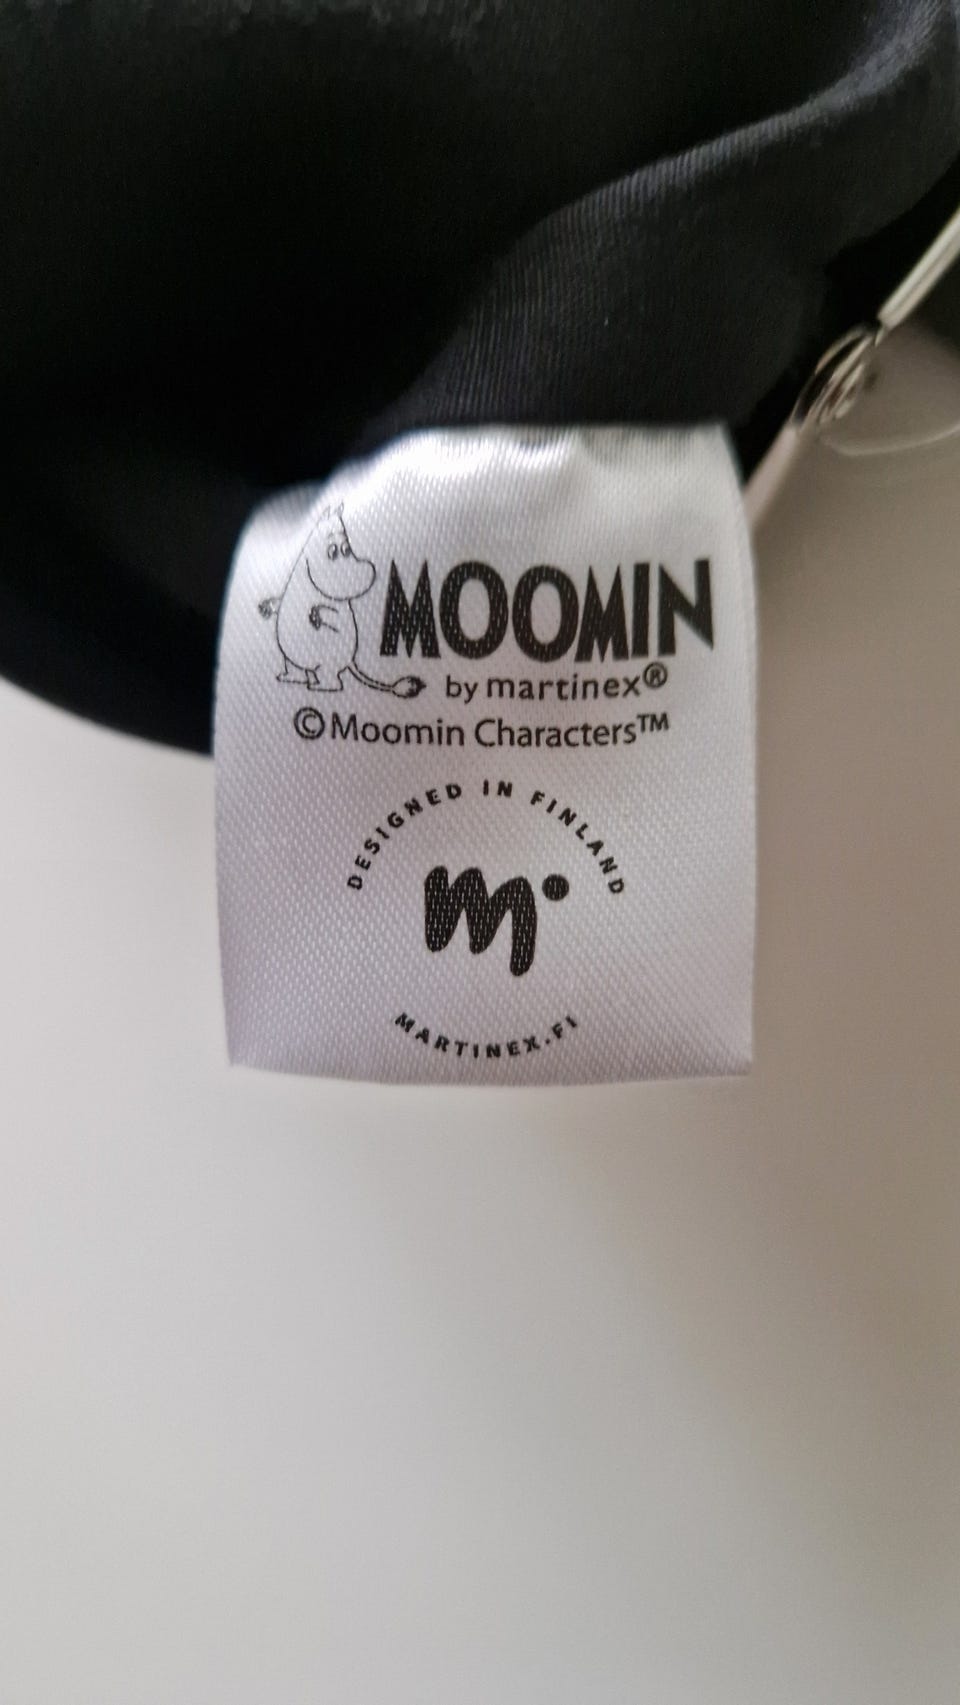 MOOMIN
by martinex®
©Moomin Characters™
DESIGNED IN FINLAND
m
MARTINEX.FI